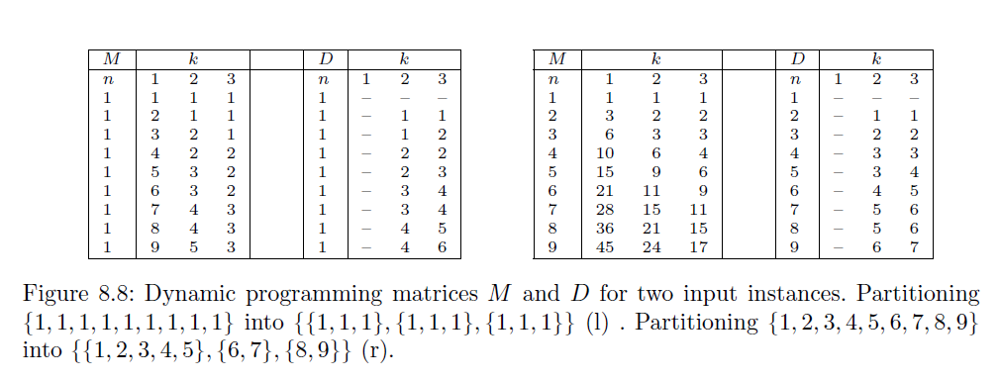 M k D k M k D k
n 1 2 3 n 1 2 3 n 1 2 3 n 1 2 3
1 1 1 1 1 – – – 1 1 1 1 1 – – –
1 2 1 1 1 – 1 1 2 3 2 2 2 – 1 1
1 3 2 1 1 – 1 2 3 6 3 3 3 – 2 2
1 4 2 2 1 – 2 2 4 10 6 4 4 – 3 3
1 5 3 2 1 – 2 3 5 15 9 6 5 – 3 4
1 6 3 2 1 – 3 4 6 21 11 9 6 – 4 5
1 7 4 3 1 – 3 4 7 28 15 11 7 – 5 6
1 8 4 3 1 – 4 5 8 36 21 15 8 – 5 6
1 9 5 3 1 – 4 6 9 45 24 17 9 – 6 7
Figure 8.8: Dynamic programming matrices M and D for two input instances. Partitioning
{1, 1, 1, 1, 1, 1, 1, 1, 1} into {{1, 1, 1}, {1, 1, 1}, {1, 1, 1}} (l) . Partitioning {1, 2, 3, 4, 5, 6, 7, 8, 9}
into {{1, 2, 3, 4, 5}, {6, 7}, {8, 9}} (r).